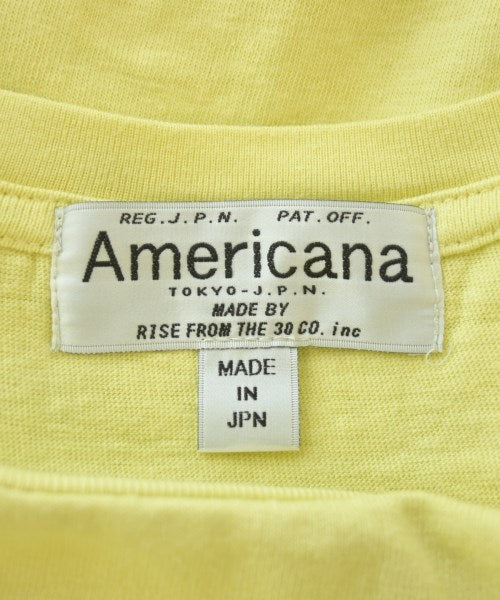 REG.J.P.N. PAT.OFF.
Americana
TOKYO-J.P.N.
MADE BY
RISE FROM THE 30 CO. inc
MADE
IN
JPN